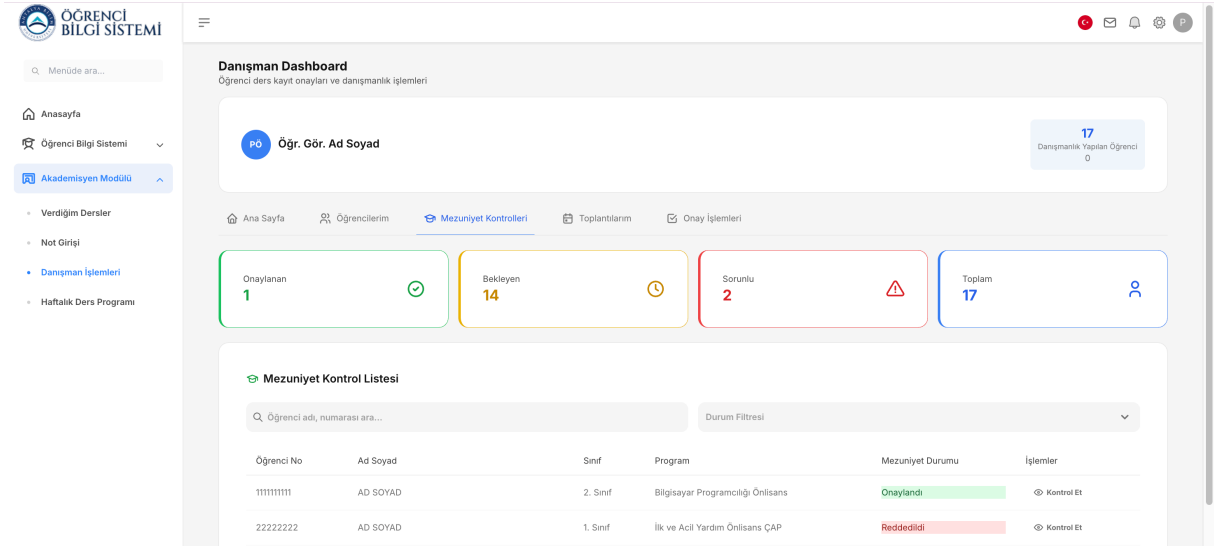 ÖĞRENCİ
BİLGİ SİSTEMİ
P
Menüde ara...
Anasayfa
Öğrenci Bilgi Sistemi
Akademisyen Modülü
Verdiğim Dersler
Not Girişi
Danışman İşlemleri
Haftalık Ders Programı
Danışman Dashboard
Öğrenci ders kayıt onayları ve danışmanlık işlemleri
PÖ Öğr. Gör. Ad Soyad
17
Danışmanlık Yapılan Öğrenci
0
Ana Sayfa Öğrencilerim Mezuniyet Kontrolleri Toplantılarım Onay İşlemleri
Onaylanan Bekleyen Sorunlu Toplam
1 14 2 17
Mezuniyet Kontrol Listesi
Öğrenci adı, numarası ara... Durum Filtresi
Öğrenci No Ad Soyad Sınıf Program Mezuniyet Durumu İşlemler
1111111111 AD SOYAD 2. Sınıf Bilgisayar Programcılığı Önlisans Onaylandı Kontrol Et
22222222 AD SOYAD 1. Sınıf İlk ve Acil Yardım Önlisans ÇAP Reddedildi Kontrol Et